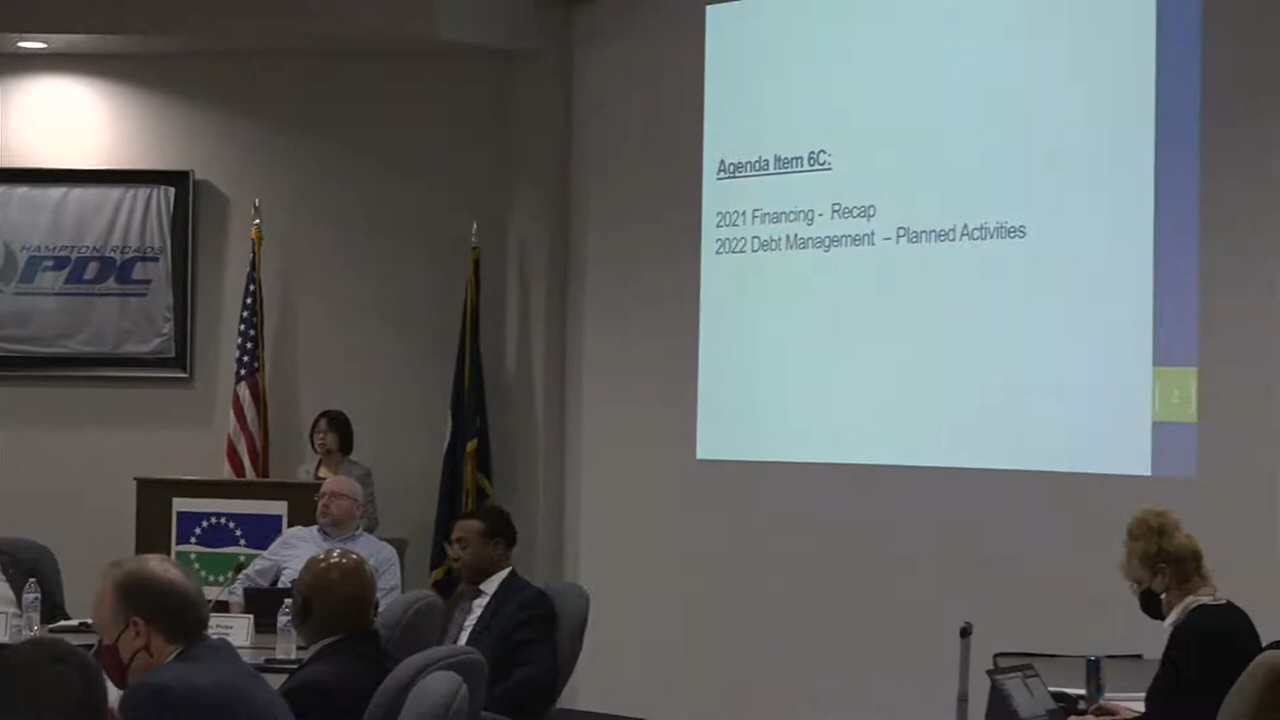 Agenda Item 6C:
2021 Financing - Recap
2022 Debt Management – Planned Activities
2
HAMPTON ROADS
PDC